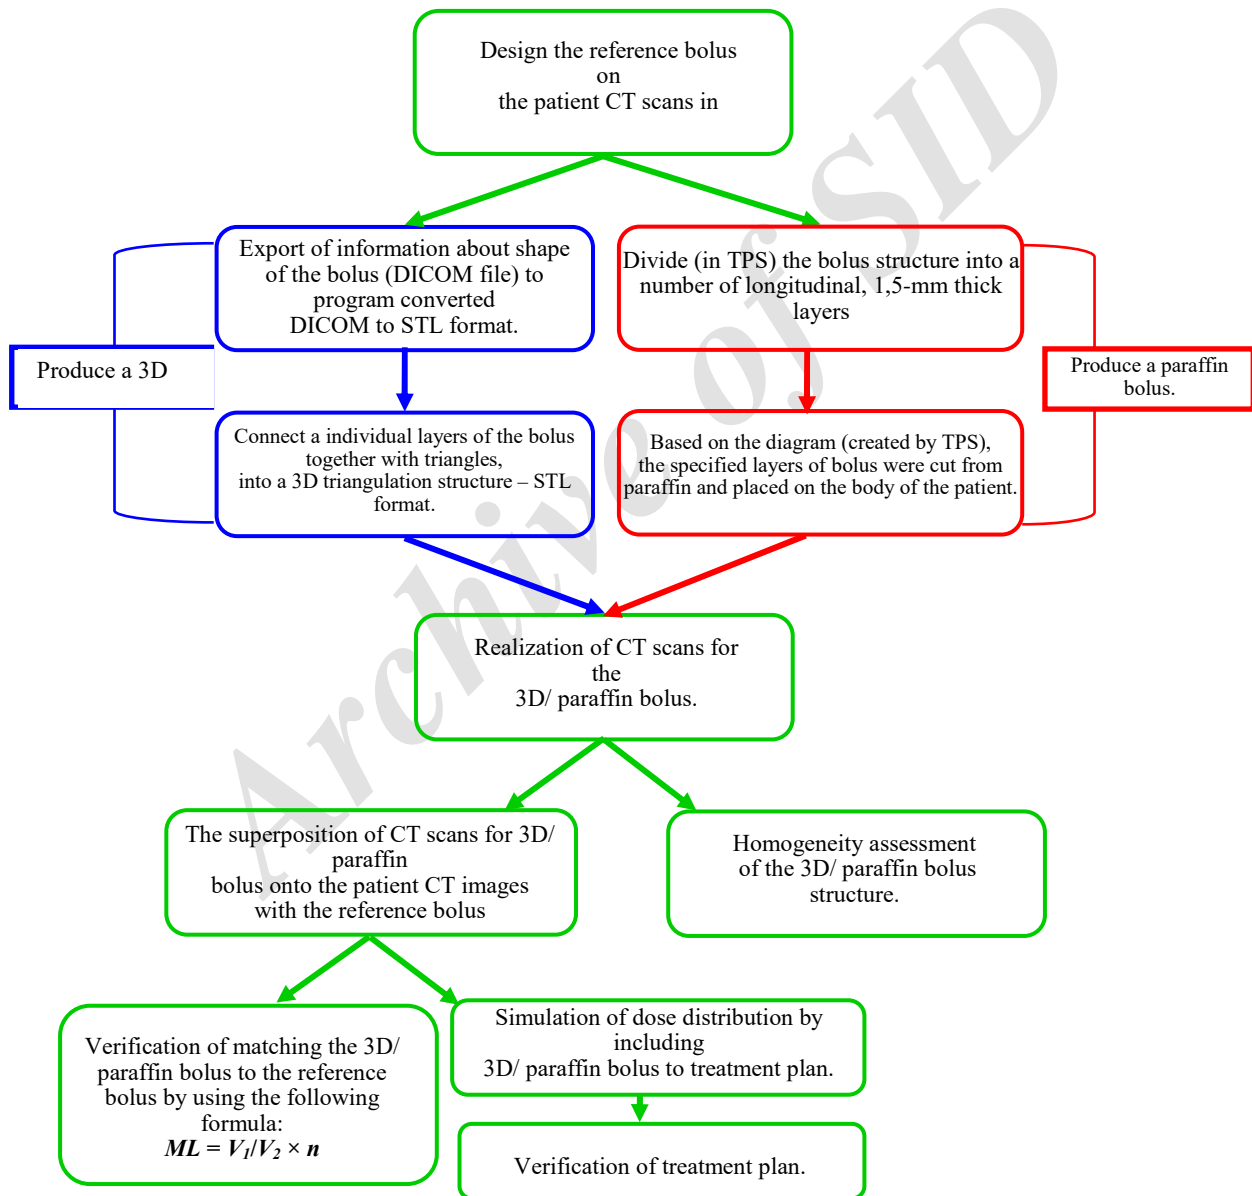 Design the reference bolus
on
the patient CT scans in
Export of information about shape
of the bolus (DICOM file) to
program converted
DICOM to STL format.
Divide (in TPS) the bolus structure into a
number of longitudinal, 1,5-mm thick
layers
Produce a 3D
Produce a paraffin
bolus.
Connect a individual layers of the bolus
together with triangles,
into a 3D triangulation structure – STL
format.
Based on the diagram (created by TPS),
the specified layers of bolus were cut from
paraffin and placed on the body of the patient.
Realization of CT scans for
the
3D/ paraffin bolus.
The superposition of CT scans for 3D/
paraffin
bolus onto the patient CT images
with the reference bolus
Homogeneity assessment
of the 3D/ paraffin bolus
structure.
Verification of matching the 3D/
paraffin bolus to the reference
bolus by using the following
formula:
ML = V1/V2 × n
Simulation of dose distribution by
including
3D/ paraffin bolus to treatment plan.
Verification of treatment plan.
Archive of SID